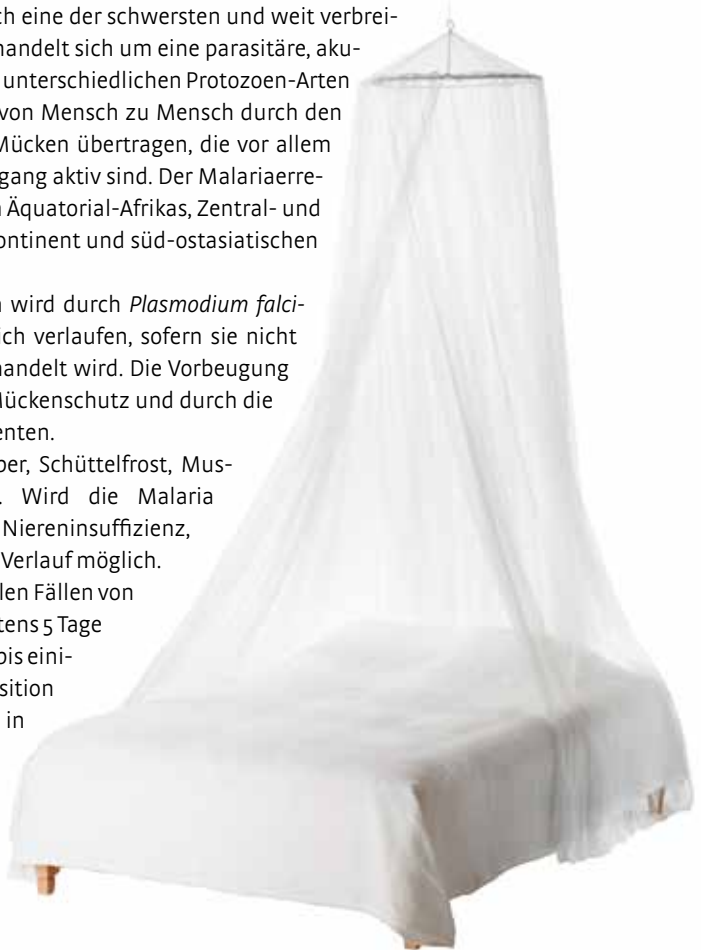 ch eine der schwersten und weit verbrei-
handelt sich um eine parasitäre, aku-
unterschiedlichen Protozoen-Arten
von Mensch zu Mensch durch den
Mücken übertragen, die vor allem
gang aktiv sind. Der Malariaerre-
Äquatorial-Afrikas, Zentral- und
ontinent und süd-ostasiatischen
wird durch Plasmodium falci-
ich verlaufen, sofern sie nicht
handelt wird. Die Vorbeugung
Mückenschutz und durch die
enten.
ber, Schüttelfrost, Mus-
. Wird die Malaria
Niereninsuffizienz,
Verlauf möglich.
len Fällen von
tens 5 Tage
bis eini-
sition
in